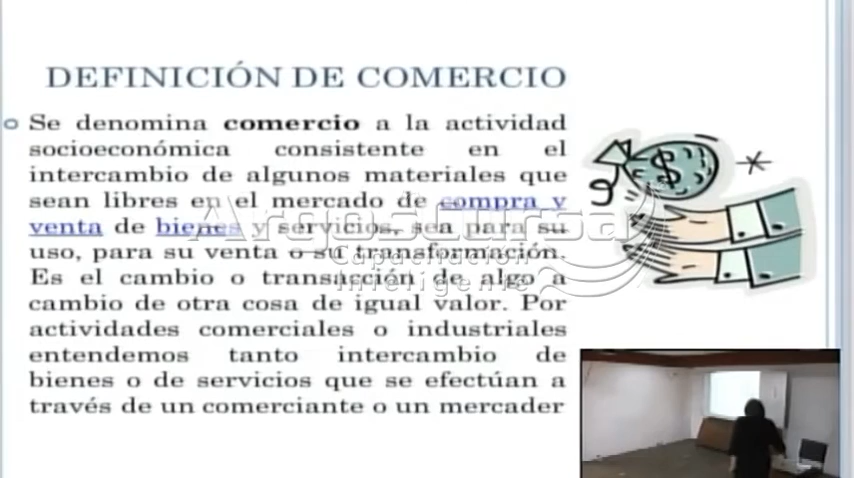 DEFINICIÓN DE COMERCIO
Se denomina comercio a la actividad
socioeconómica consistente en el
intercambio de algunos materiales que
sean libres en el mercado de compra y
venta de bienes y servicios, sea para su
uso, para su venta o su transformación.
Es el cambio o transacción de algo a
cambio de otra cosa de igual valor. Por
actividades comerciales o industriales
entendemos tanto intercambio de
bienes o de servicios que se efectúan a
través de un comerciante o un mercader
$
Capacitación
Inteligente